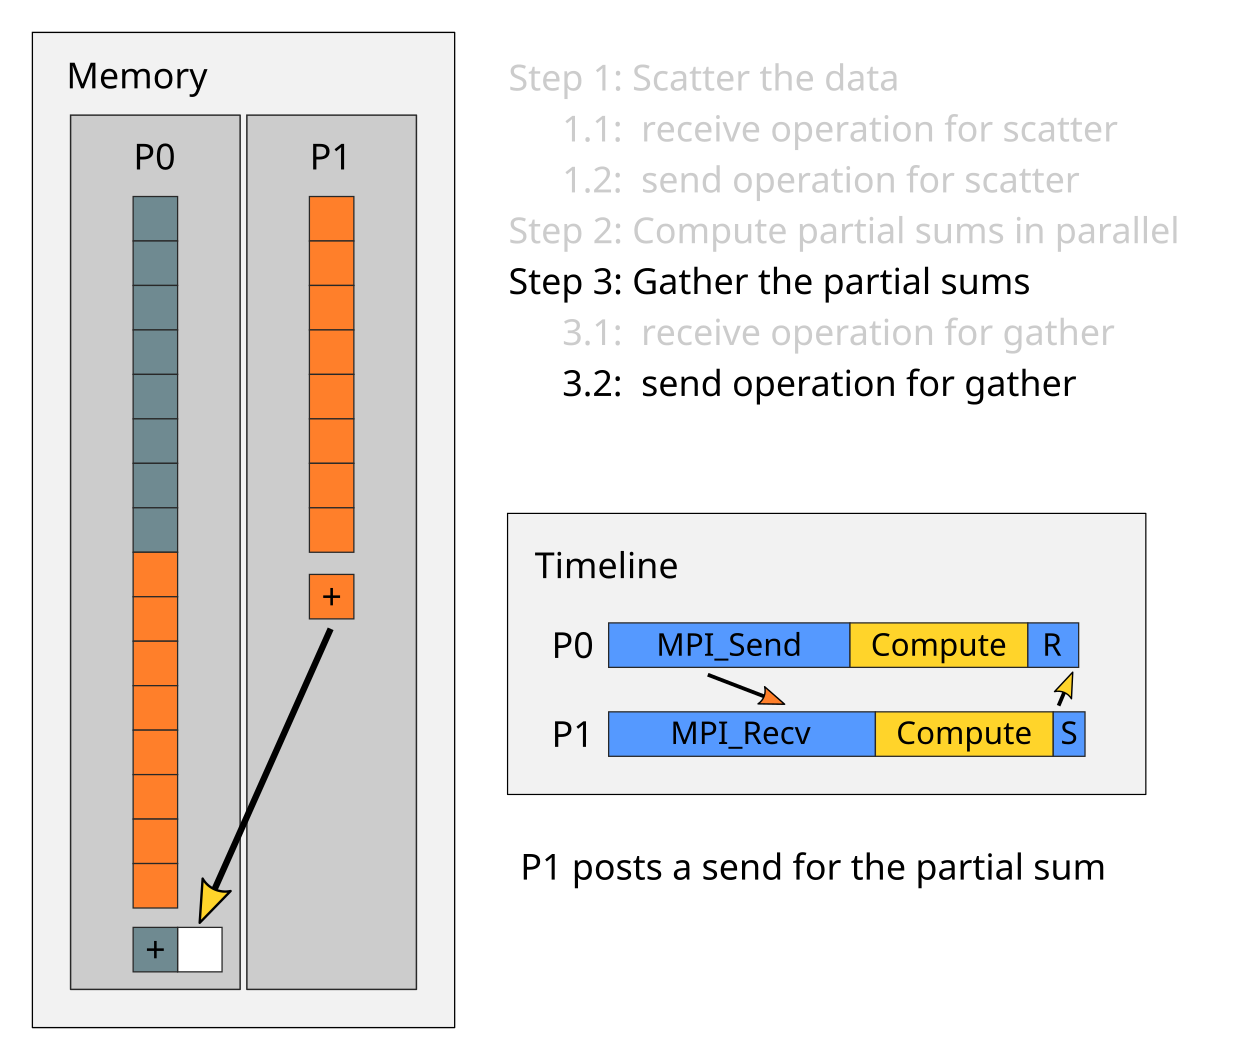 Memory
P0
P1
+
+
Step 1: Scatter the data
1.1: receive operation for scatter
1.2: send operation for scatter
Step 2: Compute partial sums in parallel
Step 3: Gather the partial sums
3.1: receive operation for gather
3.2: send operation for gather
Timeline
P0 MPI_Send Compute R
P1 MPI_Recv Compute S
P1 posts a send for the partial sum